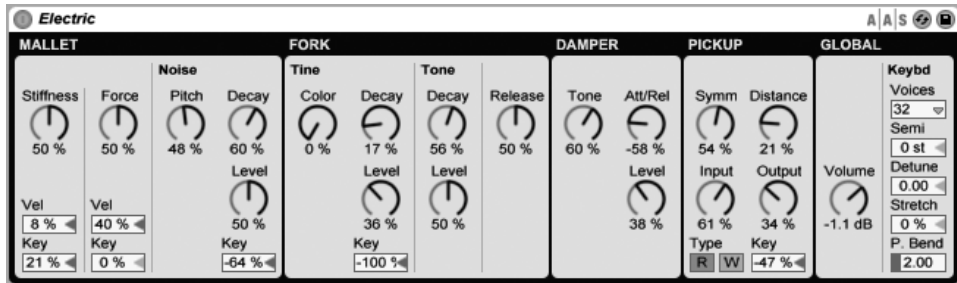 Electric A|A|S
MALLET FORK DAMPER PICKUP GLOBAL
Noise Tine Tone Keybd
Stiffness Force Pitch Decay Color Decay Decay Release Tone Att/Rel Symm Distance Voices
50 % 50 % 48 % 60 % 0 % 17 % 56 % 50 % 60 % -58 % 54 % 21 % 32
Semi
0 st
Level Level Level Level Input Output Volume Detune
0.00
Vel Vel Stretch
8 % 40 % 50 % 36 % 50 % 38 % 61 % 34 % -1.1 dB 0 %
Key Key Key Key Type Key P. Bend
21 % 0 % -64 % -100 % R W -47 % 2.00